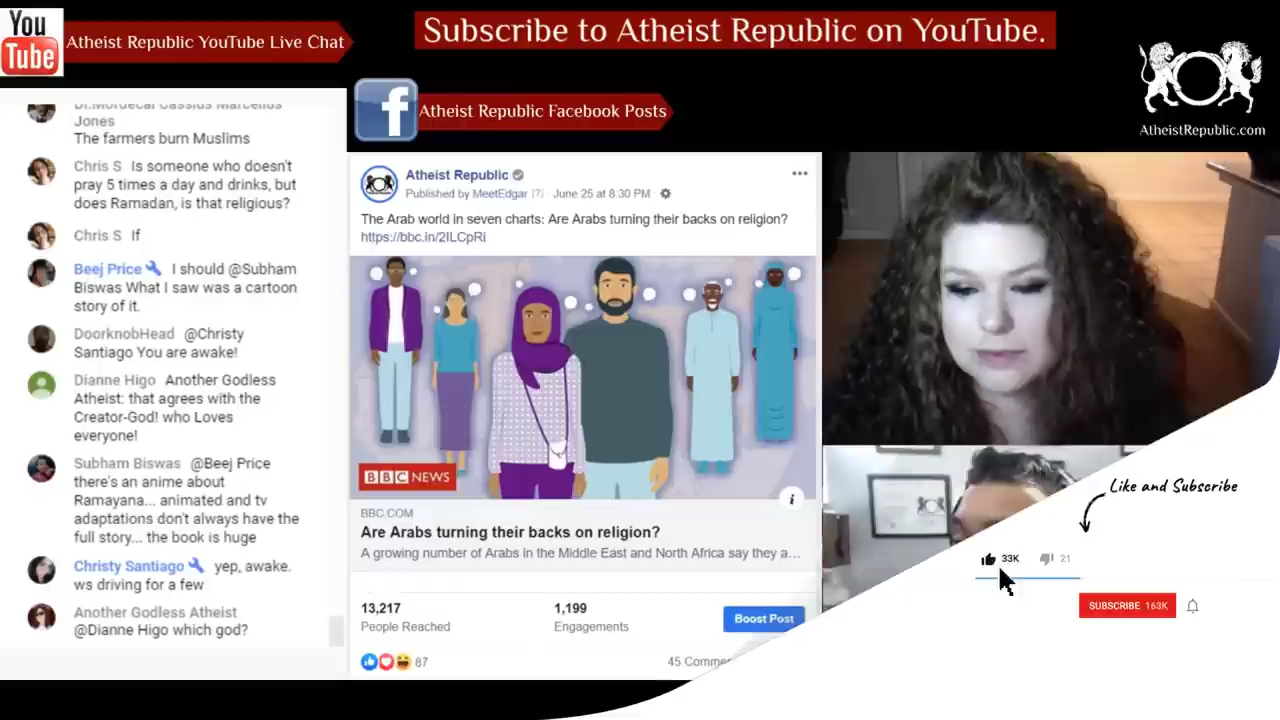 You
Tube
Atheist Republic YouTube Live Chat
Subscribe to Atheist Republic on YouTube.
AtheistRepublic.com
f
Atheist Republic Facebook Posts
Dr.Mordecai Cassius Marcellus
Jones
The farmers burn Muslims
Chris S Is someone who doesn't
pray 5 times a day and drinks, but
does Ramadan, is that religious?
Chris S If
Beej Price I should @Subham
Biswas What I saw was a cartoon
story of it.
DoorknobHead @Christy
Santiago You are awake!
Dianne Higo Another Godless
Atheist: that agrees with the
Creator-God! who Loves
everyone!
Subham Biswas @Beej Price
there's an anime about
Ramayana... animated and tv
adaptations don't always have the
full story... the book is huge
Christy Santiago yep, awake.
ws driving for a few
Another Godless Atheist
@Dianne Higo which god?
Atheist Republic
Published by MeetEdgar [?] · June 25 at 8:30 PM ·
The Arab world in seven charts: Are Arabs turning their backs on religion?
https://bbc.in/2ILCpRi
BBC NEWS
i
BBC.COM
Are Arabs turning their backs on religion?
A growing number of Arabs in the Middle East and North Africa say they a...
13,217
People Reached
1,199
Engagements
Boost Post
87
45 Comme
Like and Subscribe
33K
21
SUBSCRIBE 163K